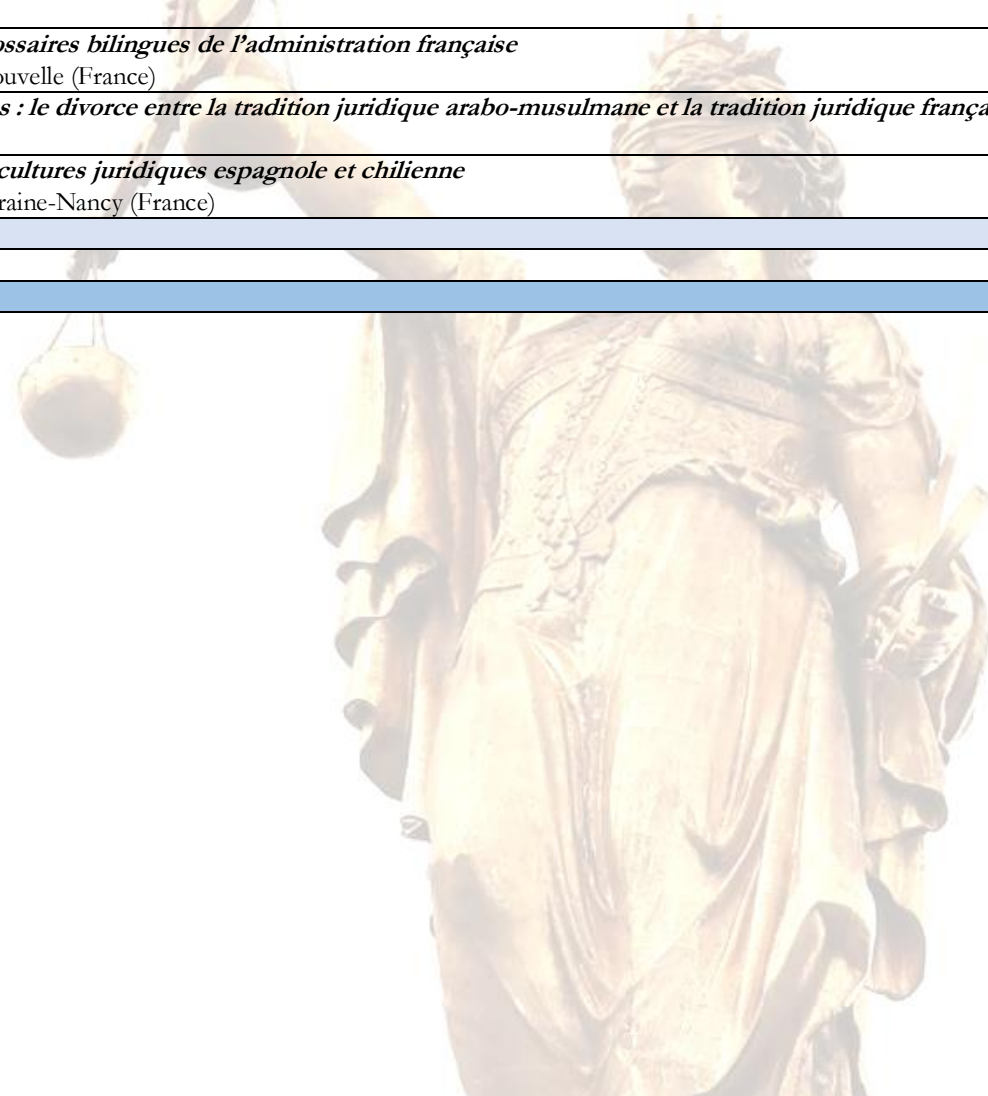 ossaires bilingues de l’administration française
ouvelle (France)
s : le divorce entre la tradition juridique arabo-musulmane et la tradition juridique frança
cultures juridiques espagnole et chilienne
raine-Nancy (France)